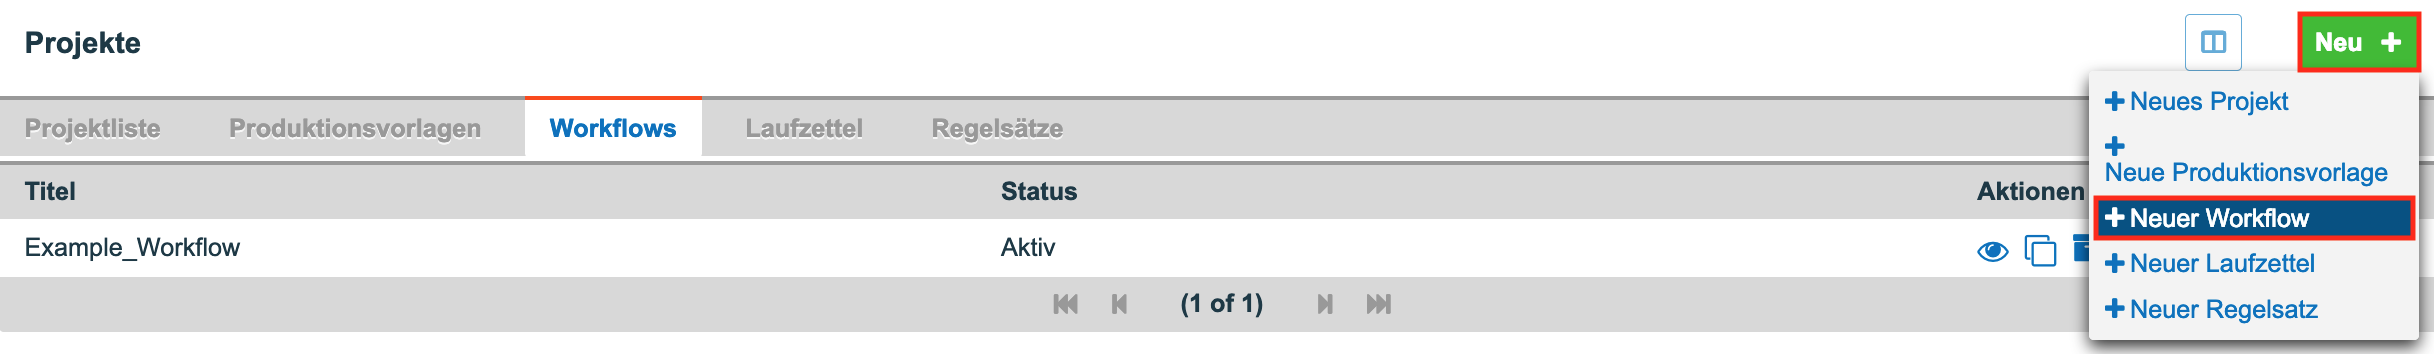 Projekte
Neu
Projektliste Produktionsvorlagen Workflows Laufzettel Regelsätze
Titel Status Aktionen
Example_Workflow Aktiv
(1 of 1)
Neues Projekt
Neue Produktionsvorlage
Neuer Workflow
Neuer Laufzettel
Neuer Regelsatz